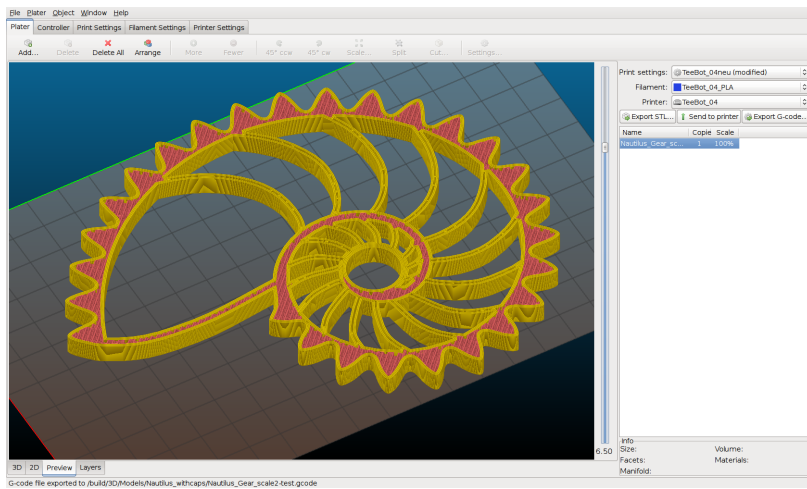 File Plater Object Window Help
Plater Controller Print Settings Filament Settings Printer Settings
Add... Delete Delete All Arrange More Fewer 45° ccw 45° cw Scale... Split Cut... Settings...
Print settings: TeeBot_04neu (modified)
Filament: TeeBot_04_PLA
Printer: TeeBot_04
Export STL... Send to printer Export G-code...
Name Copie Scale
Nautilus_Gear_sc... 1 100%
6.50
Info
Size: Volume:
Facets: Materials:
Manifold:
3D 2D Preview Layers
G-code file exported to /build/3D/Models/Nautilus_withcaps/Nautilus_Gear_scale2-test.gcode